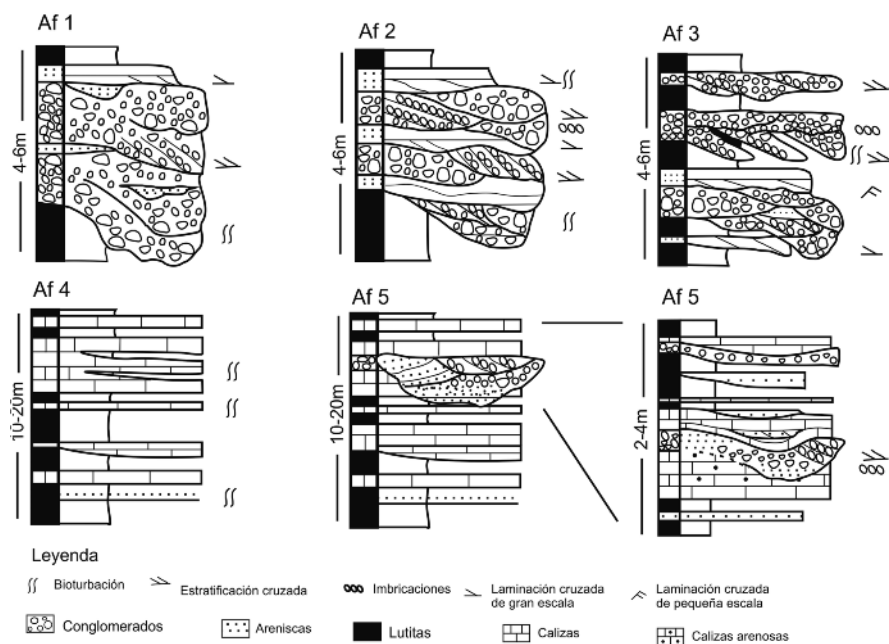 Af 1
Af 2
Af 3
4-6m
4-6m
4-6m
Af 4
Af 5
Af 5
10-20m
10-20m
2-4m
Leyenda
Bioturbación
Estratificación cruzada
Imbricaciones
Laminación cruzada
de gran escala
Laminación cruzada
de pequeña escala
Conglomerados
Areniscas
Lutitas
Calizas
Calizas arenosas